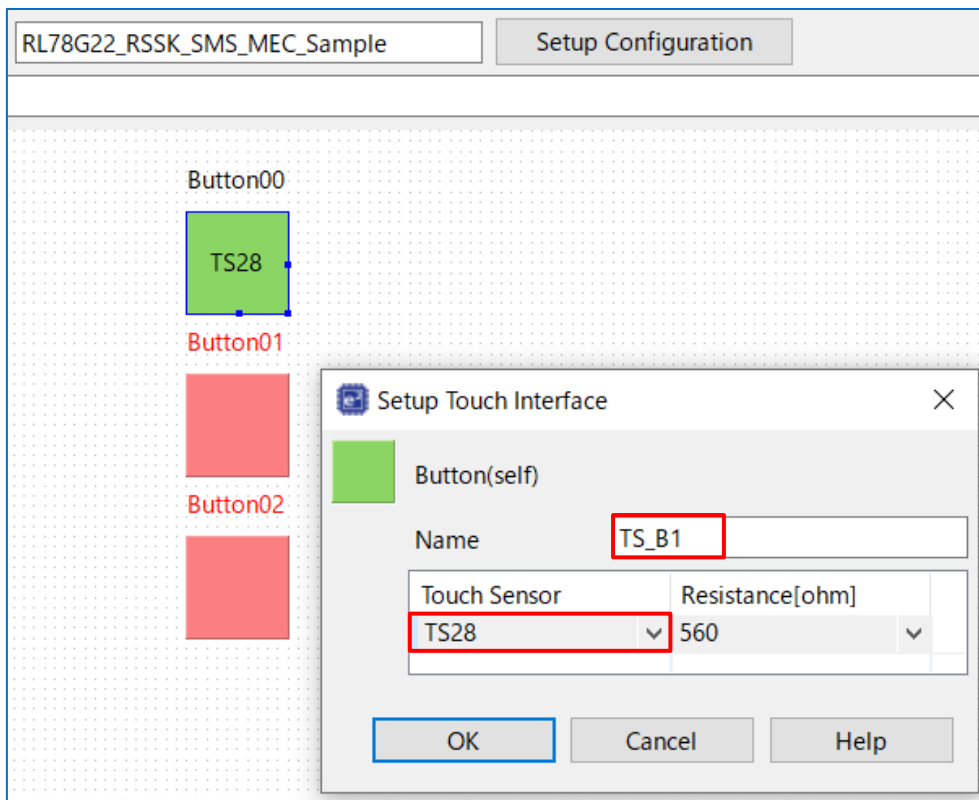 RL78G22_RSSK_SMS_MEC_Sample Setup Configuration
Button00
TS28
Button01
Button02
Setup Touch Interface
Button(self)
Name TS_B1
Touch Sensor Resistance[ohm]
TS28 560
OK Cancel Help